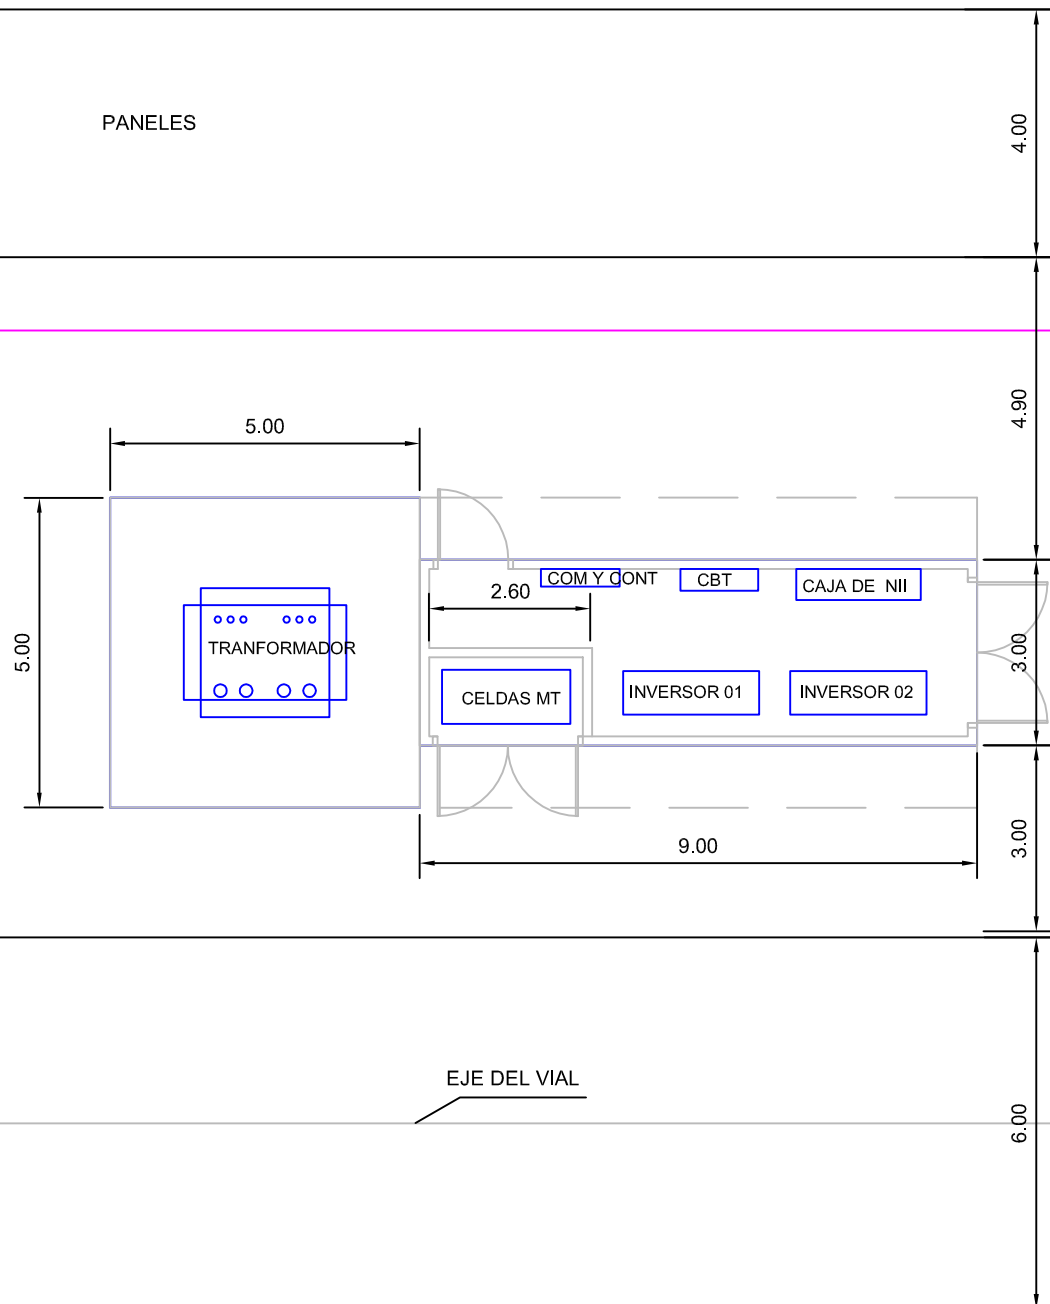 PANELES
4.00
4.90
5.00
5.00
COM Y CONT
CBT
CAJA DE NII
2.60
TRANFORMADOR
3.00
CELDAS MT
INVERSOR 01
INVERSOR 02
9.00
3.00
EJE DEL VIAL
6.00